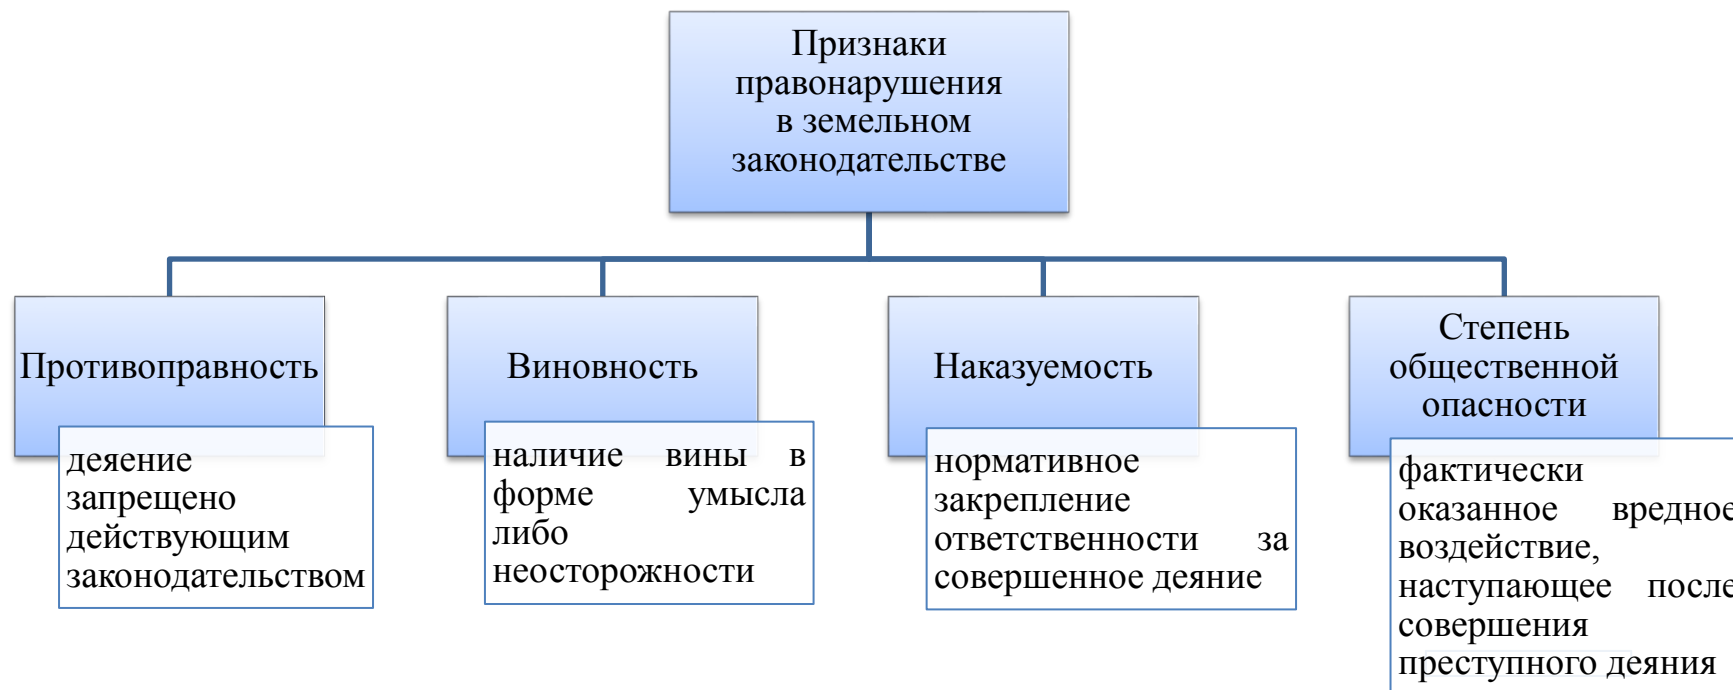 Признаки
правонарушения
в земельном
законодательстве
Противоправность
деяение
запрещено
действующим
законодательством
Виновность
наличие вины в
форме умысла
либо
неосторожности
Наказуемость
нормативное
закрепление
ответственности за
совершенное деяние
Степень
общественной
опасности
фактически
оказанное вредное
воздействие,
наступающее после
совершения
преступного деяния